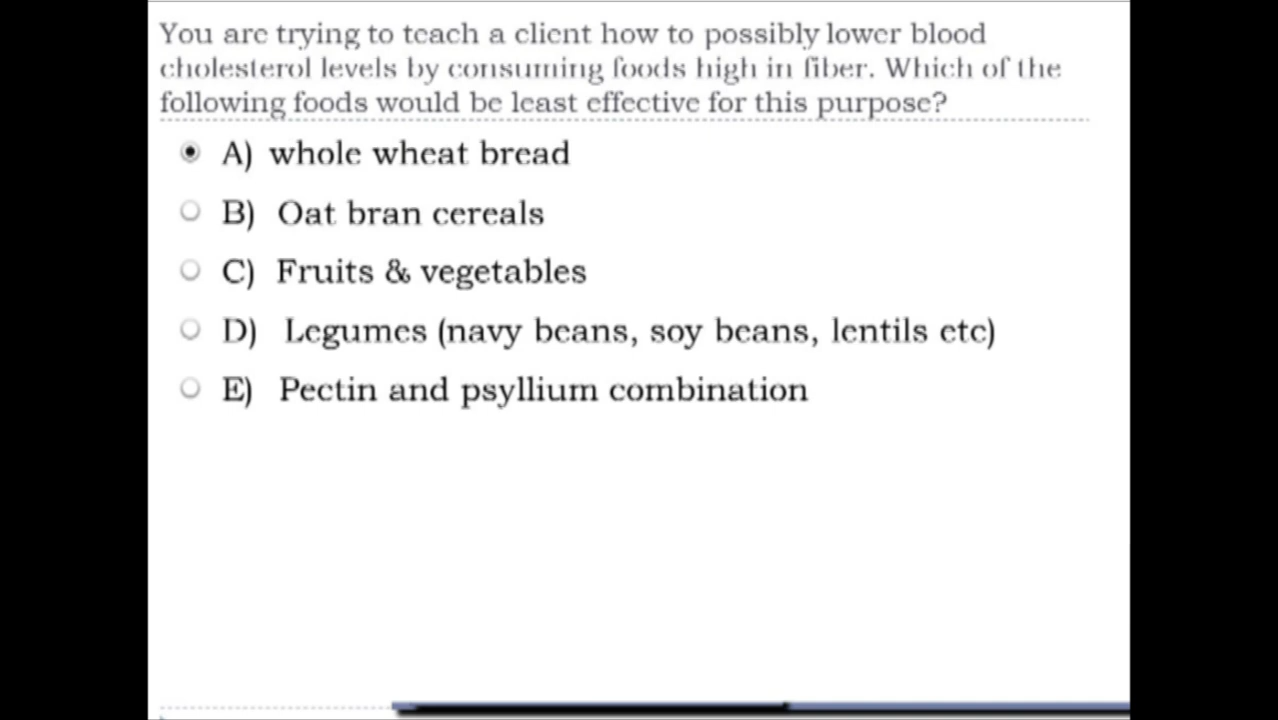 You are trying to teach a client how to possibly lower blood
cholesterol levels by consuming foods high in fiber. Which of the
following foods would be least effective for this purpose?
A) whole wheat bread
B) Oat bran cereals
C) Fruits & vegetables
D) Legumes (navy beans, soy beans, lentils etc)
E) Pectin and psyllium combination